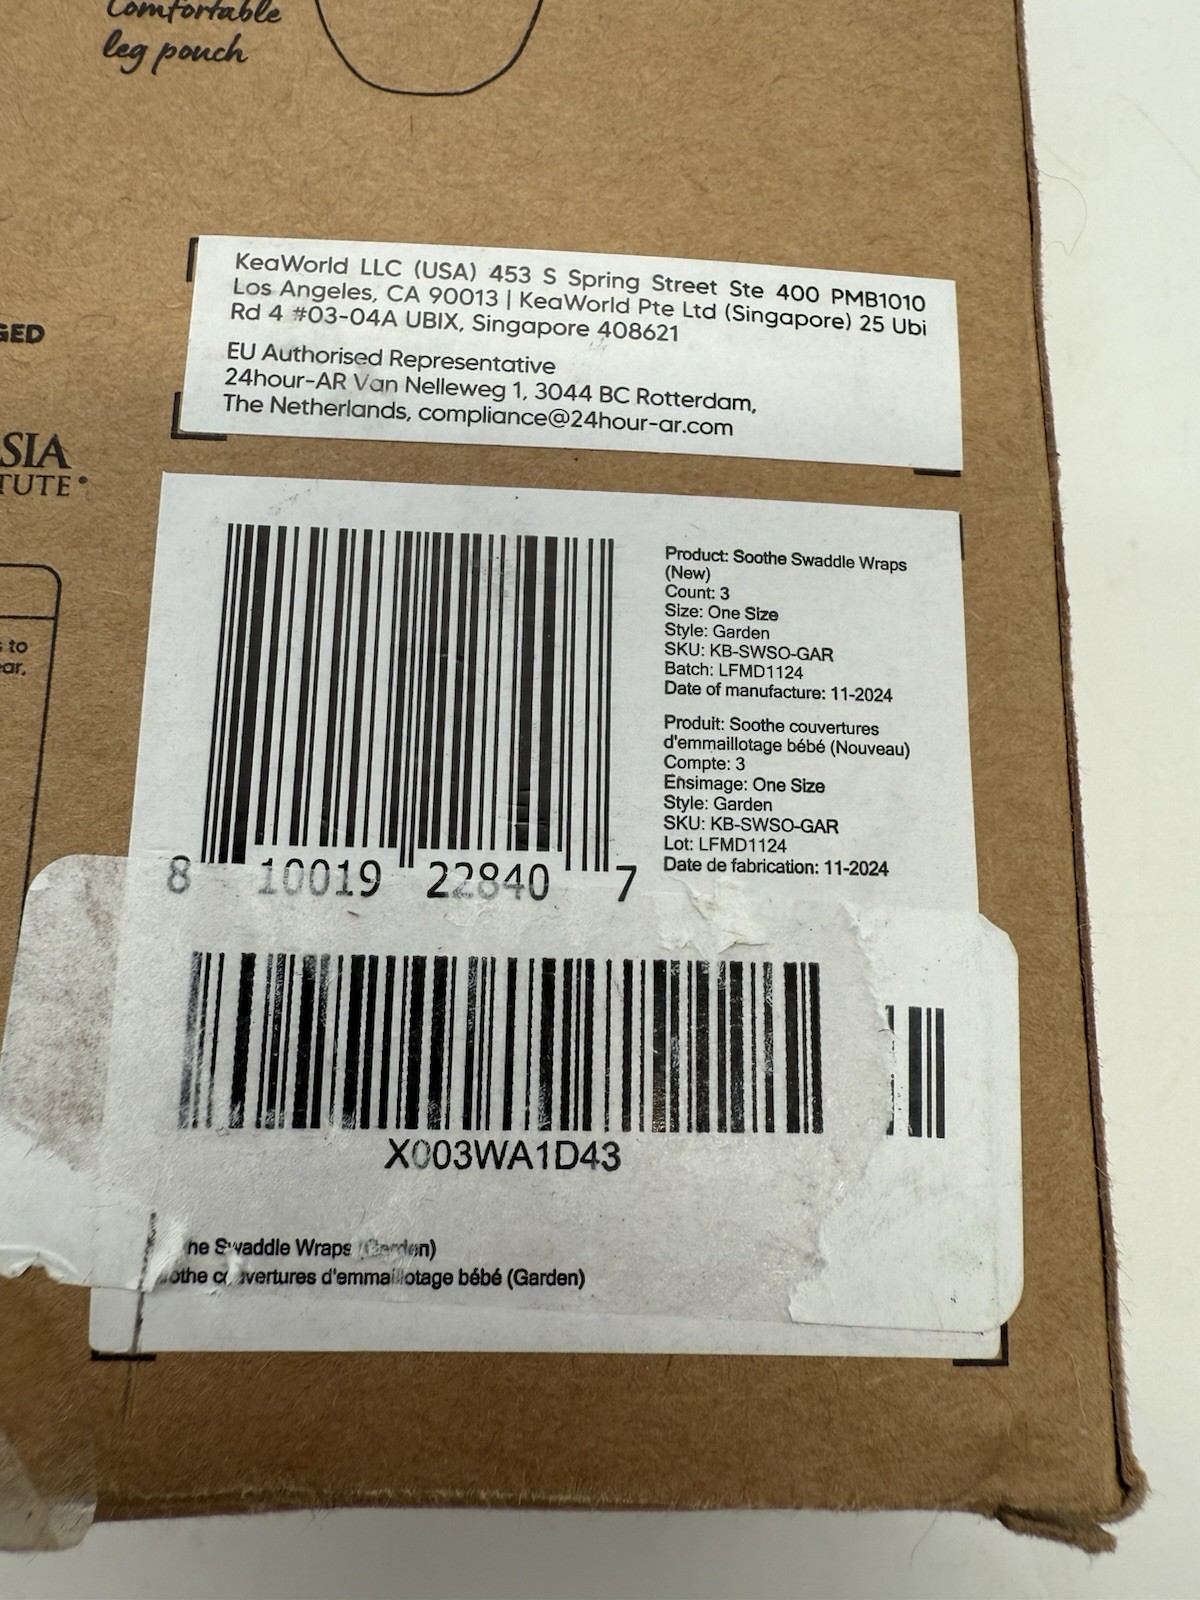 Comfortable
leg pouch
GED
SIA
TUTE
s to
ear,
KeaWorld LLC (USA) 453 S Spring Street Ste 400 PMB1010
Los Angeles, CA 90013 | KeaWorld Pte Ltd (Singapore) 25 Ubi
Rd 4 #03-04A UBIX, Singapore 408621
EU Authorised Representative
24hour-AR Van Nelleweg 1, 3044 BC Rotterdam,
The Netherlands, compliance@24hour-ar.com
Product: Soothe Swaddle Wraps
(New)
Count: 3
Size: One Size
Style: Garden
SKU: KB-SWSO-GAR
Batch: LFMD1124
Date of manufacture: 11-2024
Produit: Soothe couvertures
d'emmaillotage bébé (Nouveau)
Compte: 3
Ensimage: One Size
Style: Garden
SKU: KB-SWSO-GAR
Lot: LFMD1124
Date de fabrication: 11-2024
8 10019 22840 7
X003WA1D43
he Swaddle Wraps (Garden)
othe couvertures d'emmaillotage bébé (Garden)